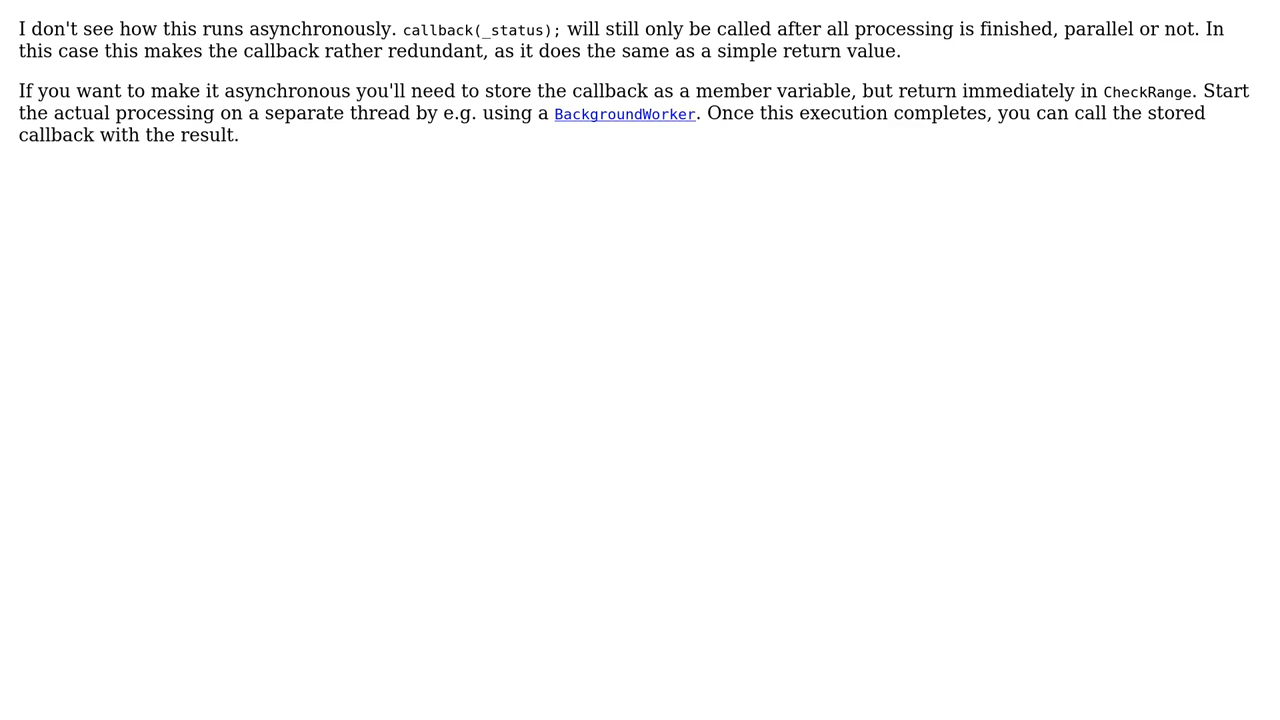 I don't see how this runs asynchronously. callback(_status); will still only be called after all processing is finished, parallel or not. In
this case this makes the callback rather redundant, as it does the same as a simple return value.
If you want to make it asynchronous you'll need to store the callback as a member variable, but return immediately in CheckRange. Start
the actual processing on a separate thread by e.g. using a BackgroundWorker. Once this execution completes, you can call the stored
callback with the result.